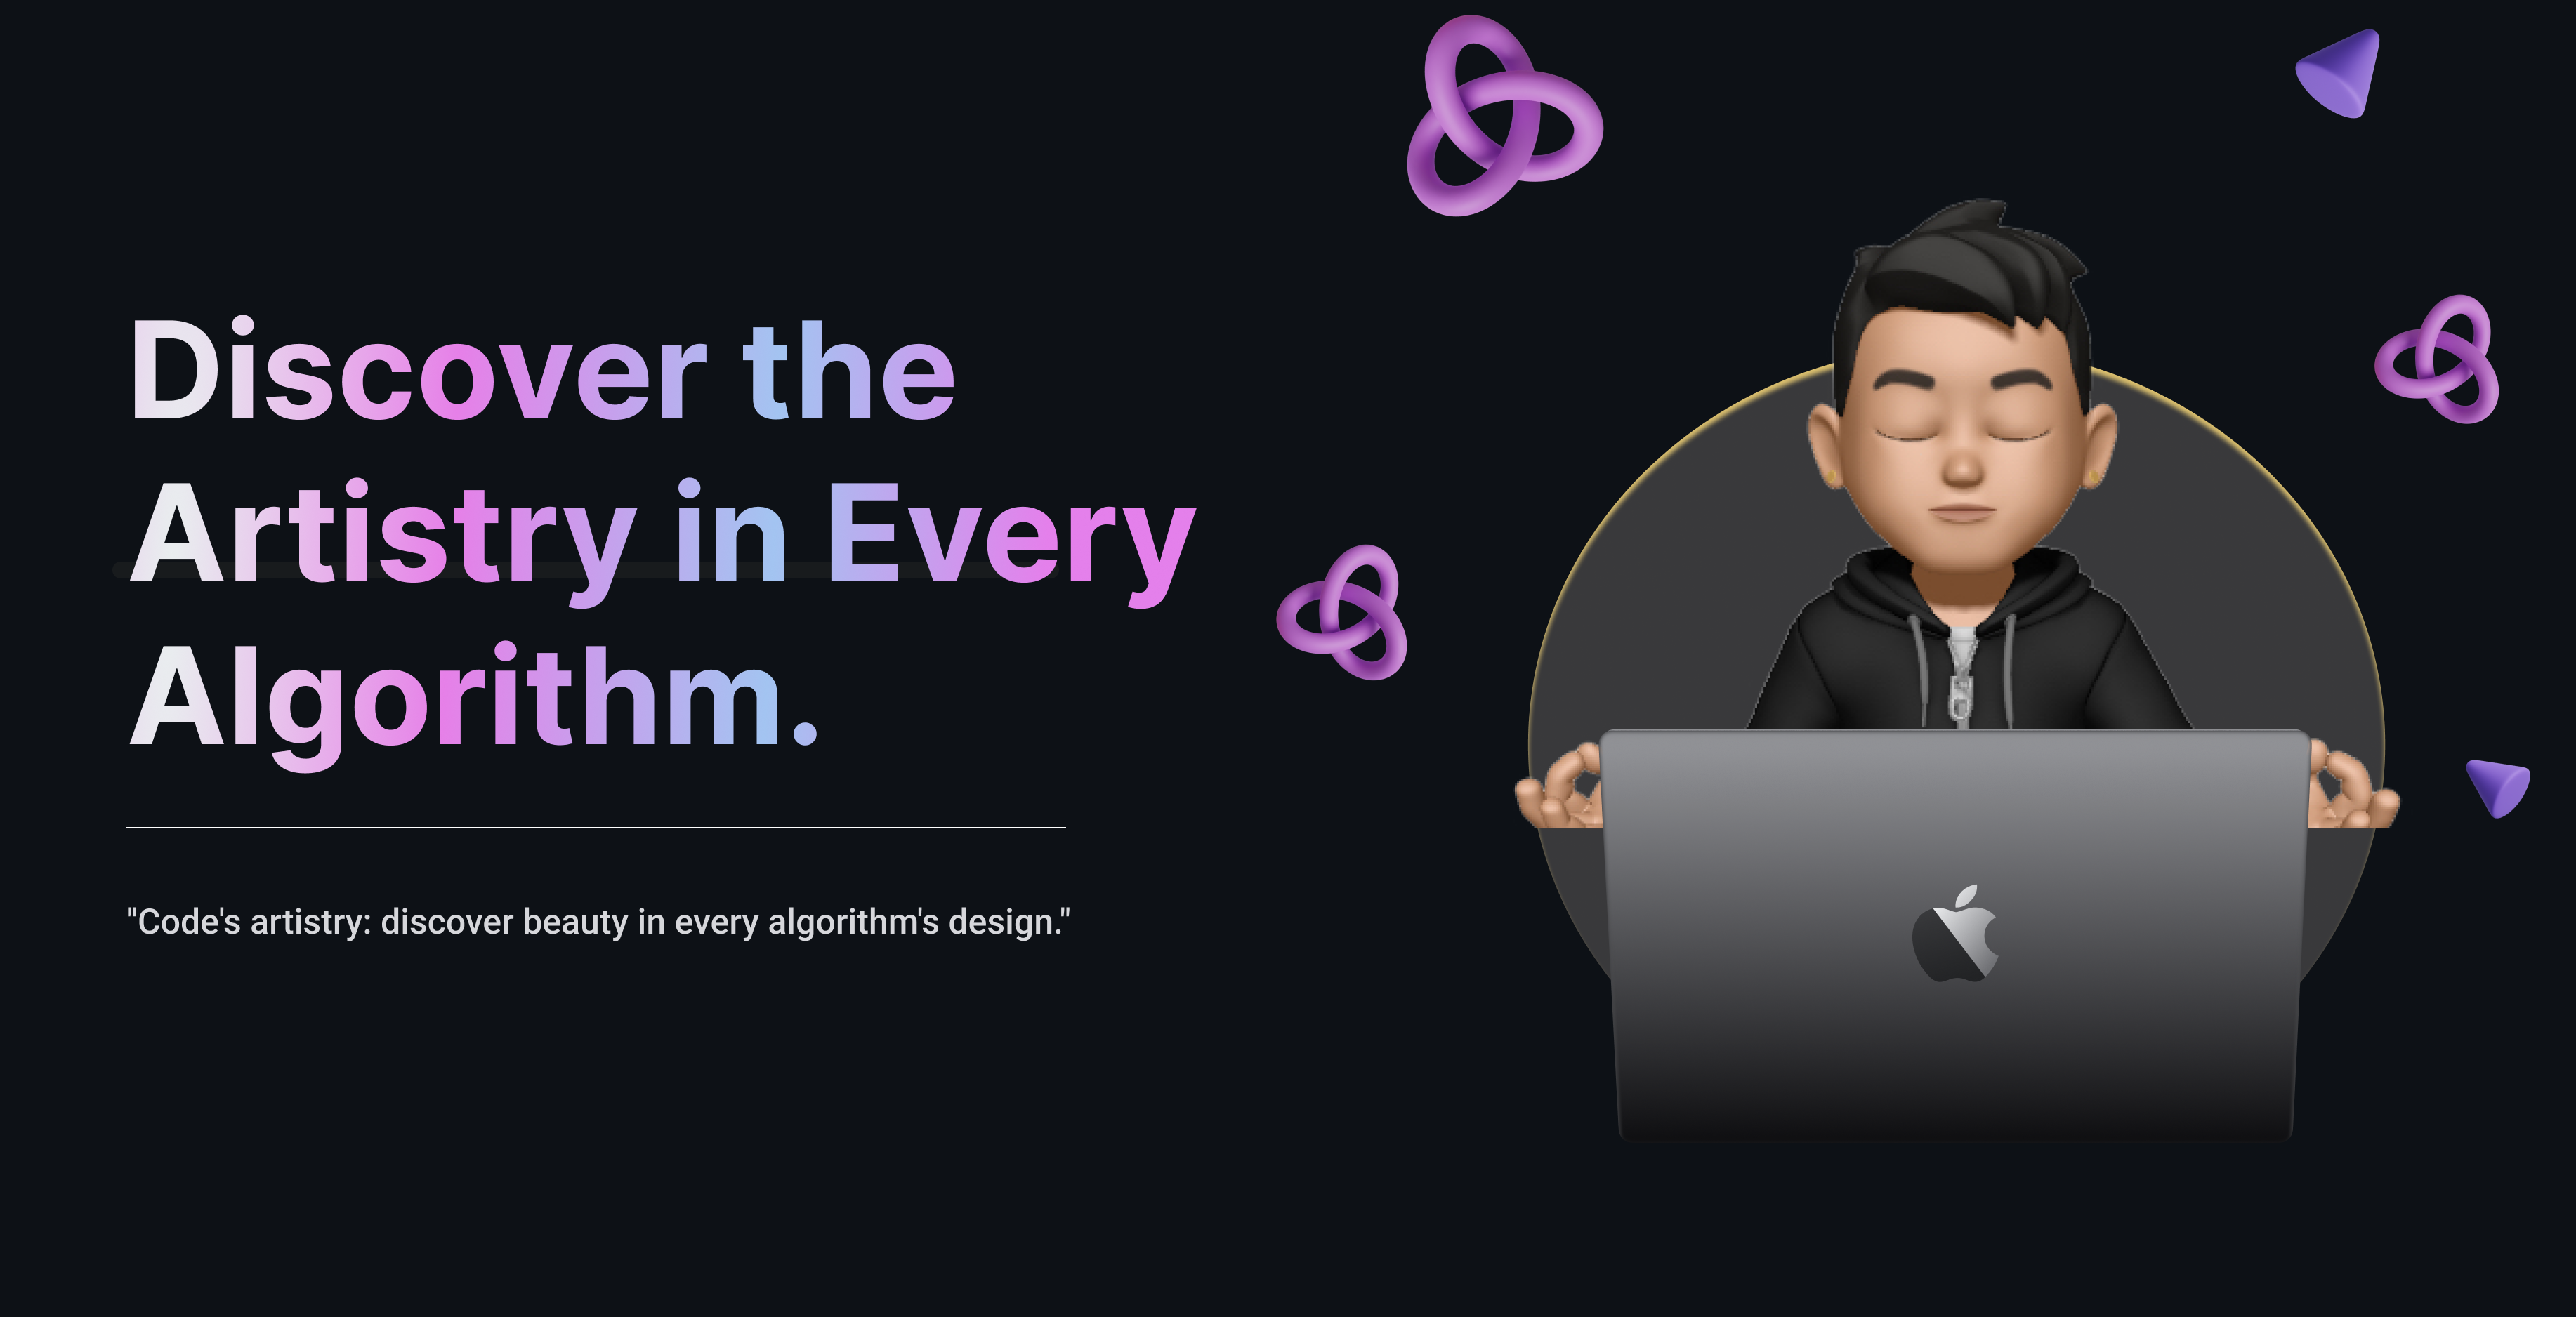 Discover the
Artistry in Every
Algorithm.
"Code's artistry: discover beauty in every algorithm's design."